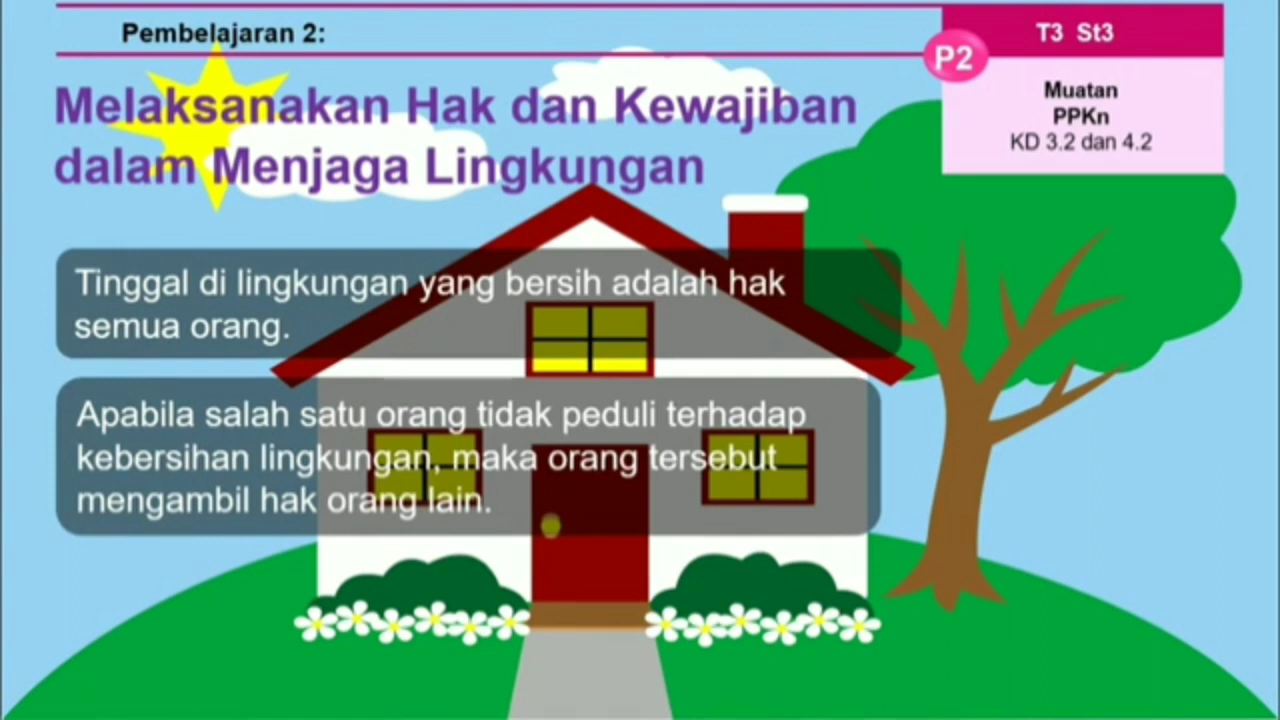 Pembelajaran 2:
T3 St3
P2
Muatan
PPKn
KD 3.2 dan 4.2
Melaksanakan Hak dan Kewajiban
dalam Menjaga Lingkungan
Tinggal di lingkungan yang bersih adalah hak
semua orang.
Apabila salah satu orang tidak peduli terhadap
kebersihan lingkungan, maka orang tersebut
mengambil hak orang lain.